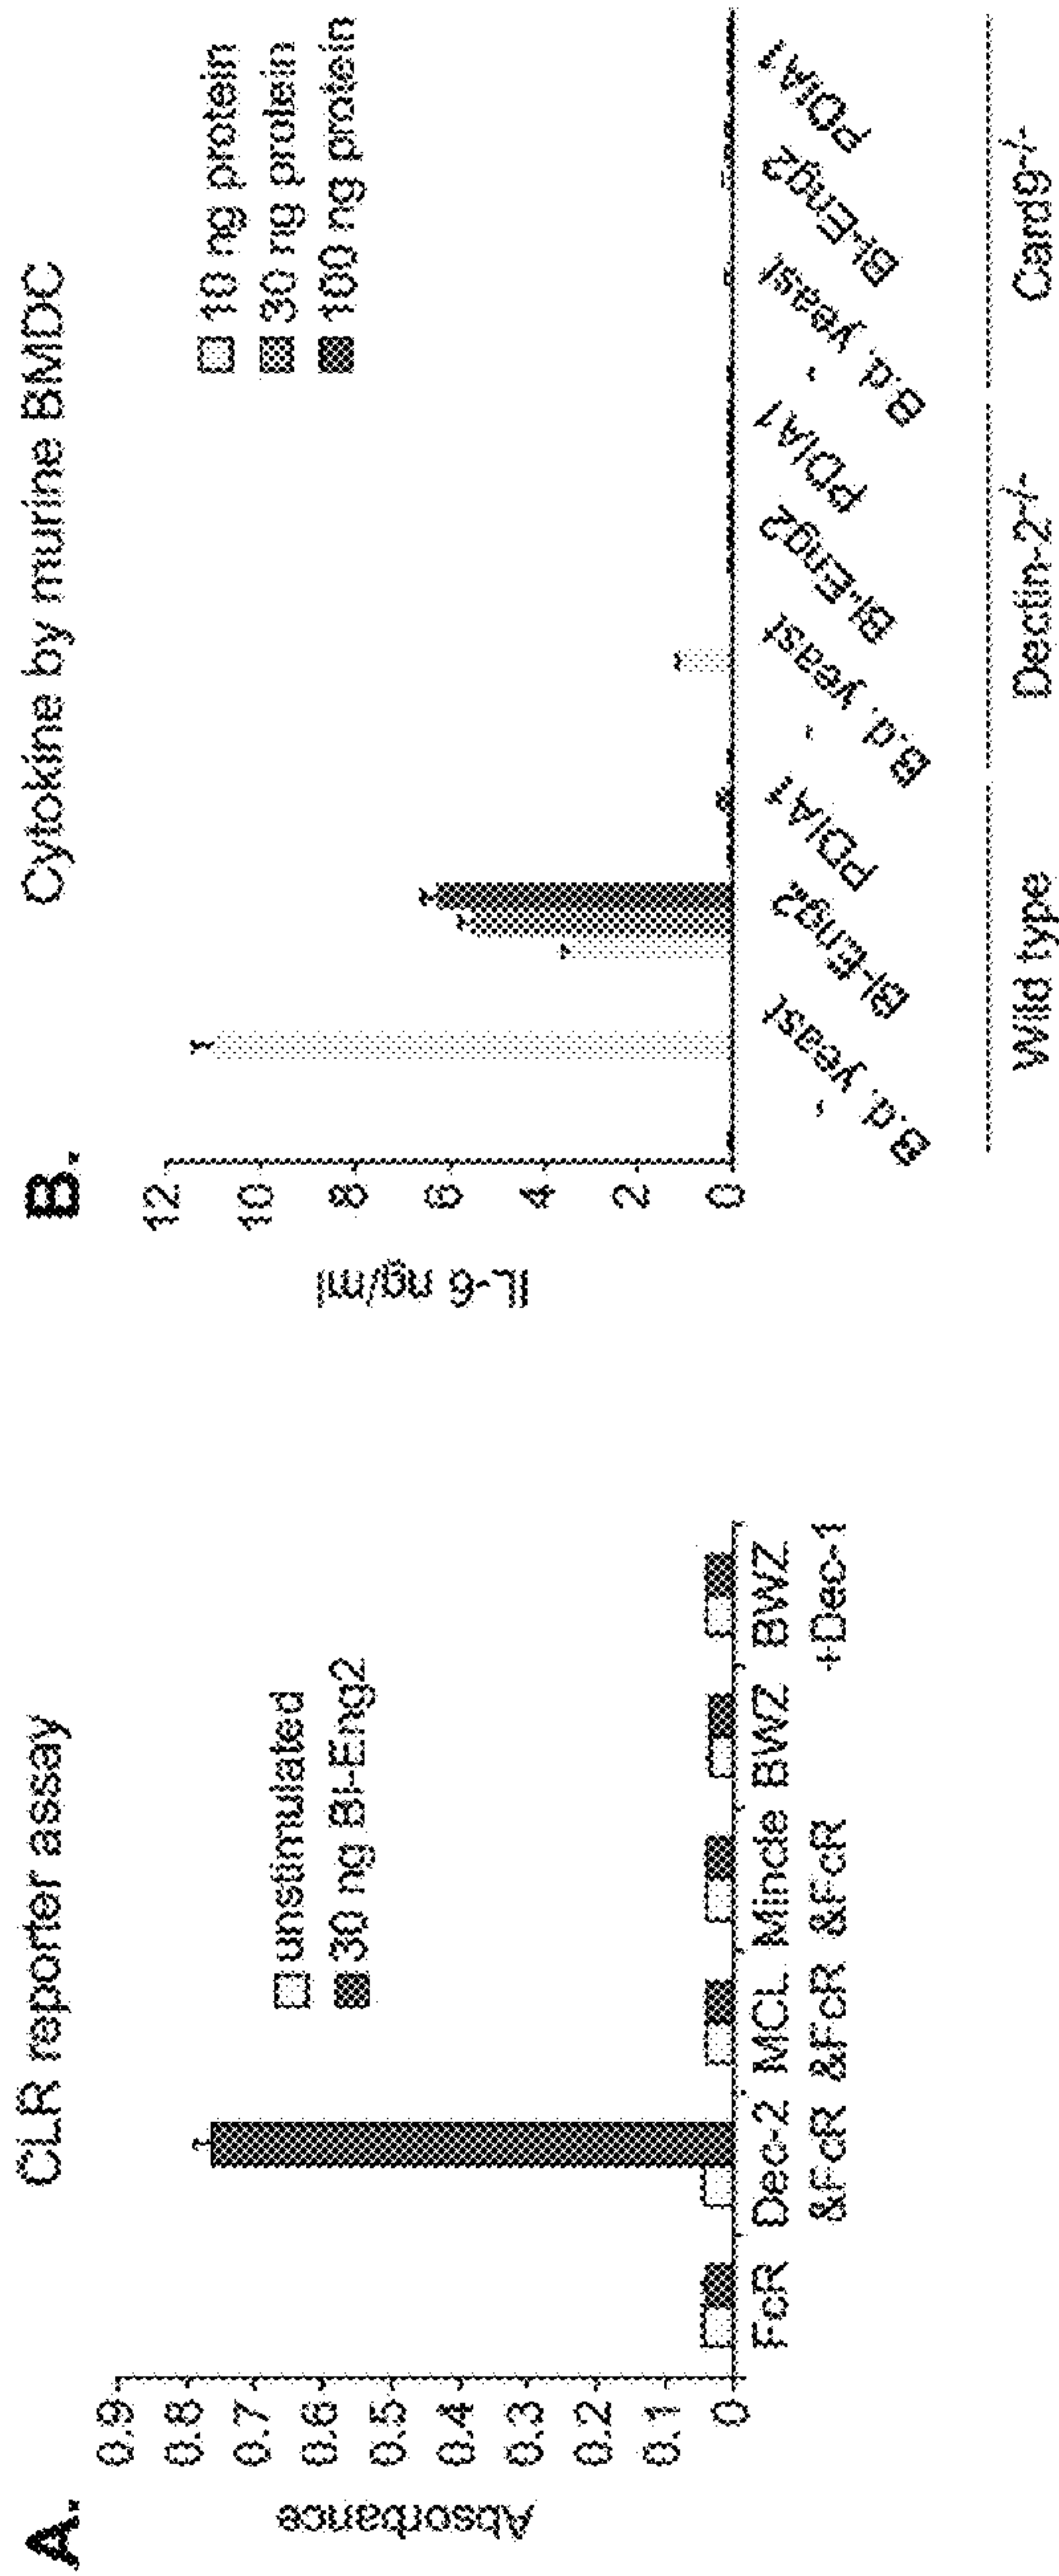 A.
CLR reporter assay
Absorbance
0.9
0.8
0.7
0.6
0.5
0.4
0.3
0.2
0.1
0
unstimulated
30 ng Bl-Eng2
FcR Dec-2 MCL Mincle BWZ BWZ
&FcR &FcR &FcR +Dec-1
B.
Cytokine by murine BMDC
IL-6 ng/ml
12
10
8
6
4
2
0
10 ng protein
30 ng protein
100 ng protein
- B.d. yeast Bl-Eng2 PDIA1 - B.d. yeast Bl-Eng2 PDIA1 - B.d. yeast Bl-Eng2 PDIA1
Wild type Dectin-2-/- Card9-/-